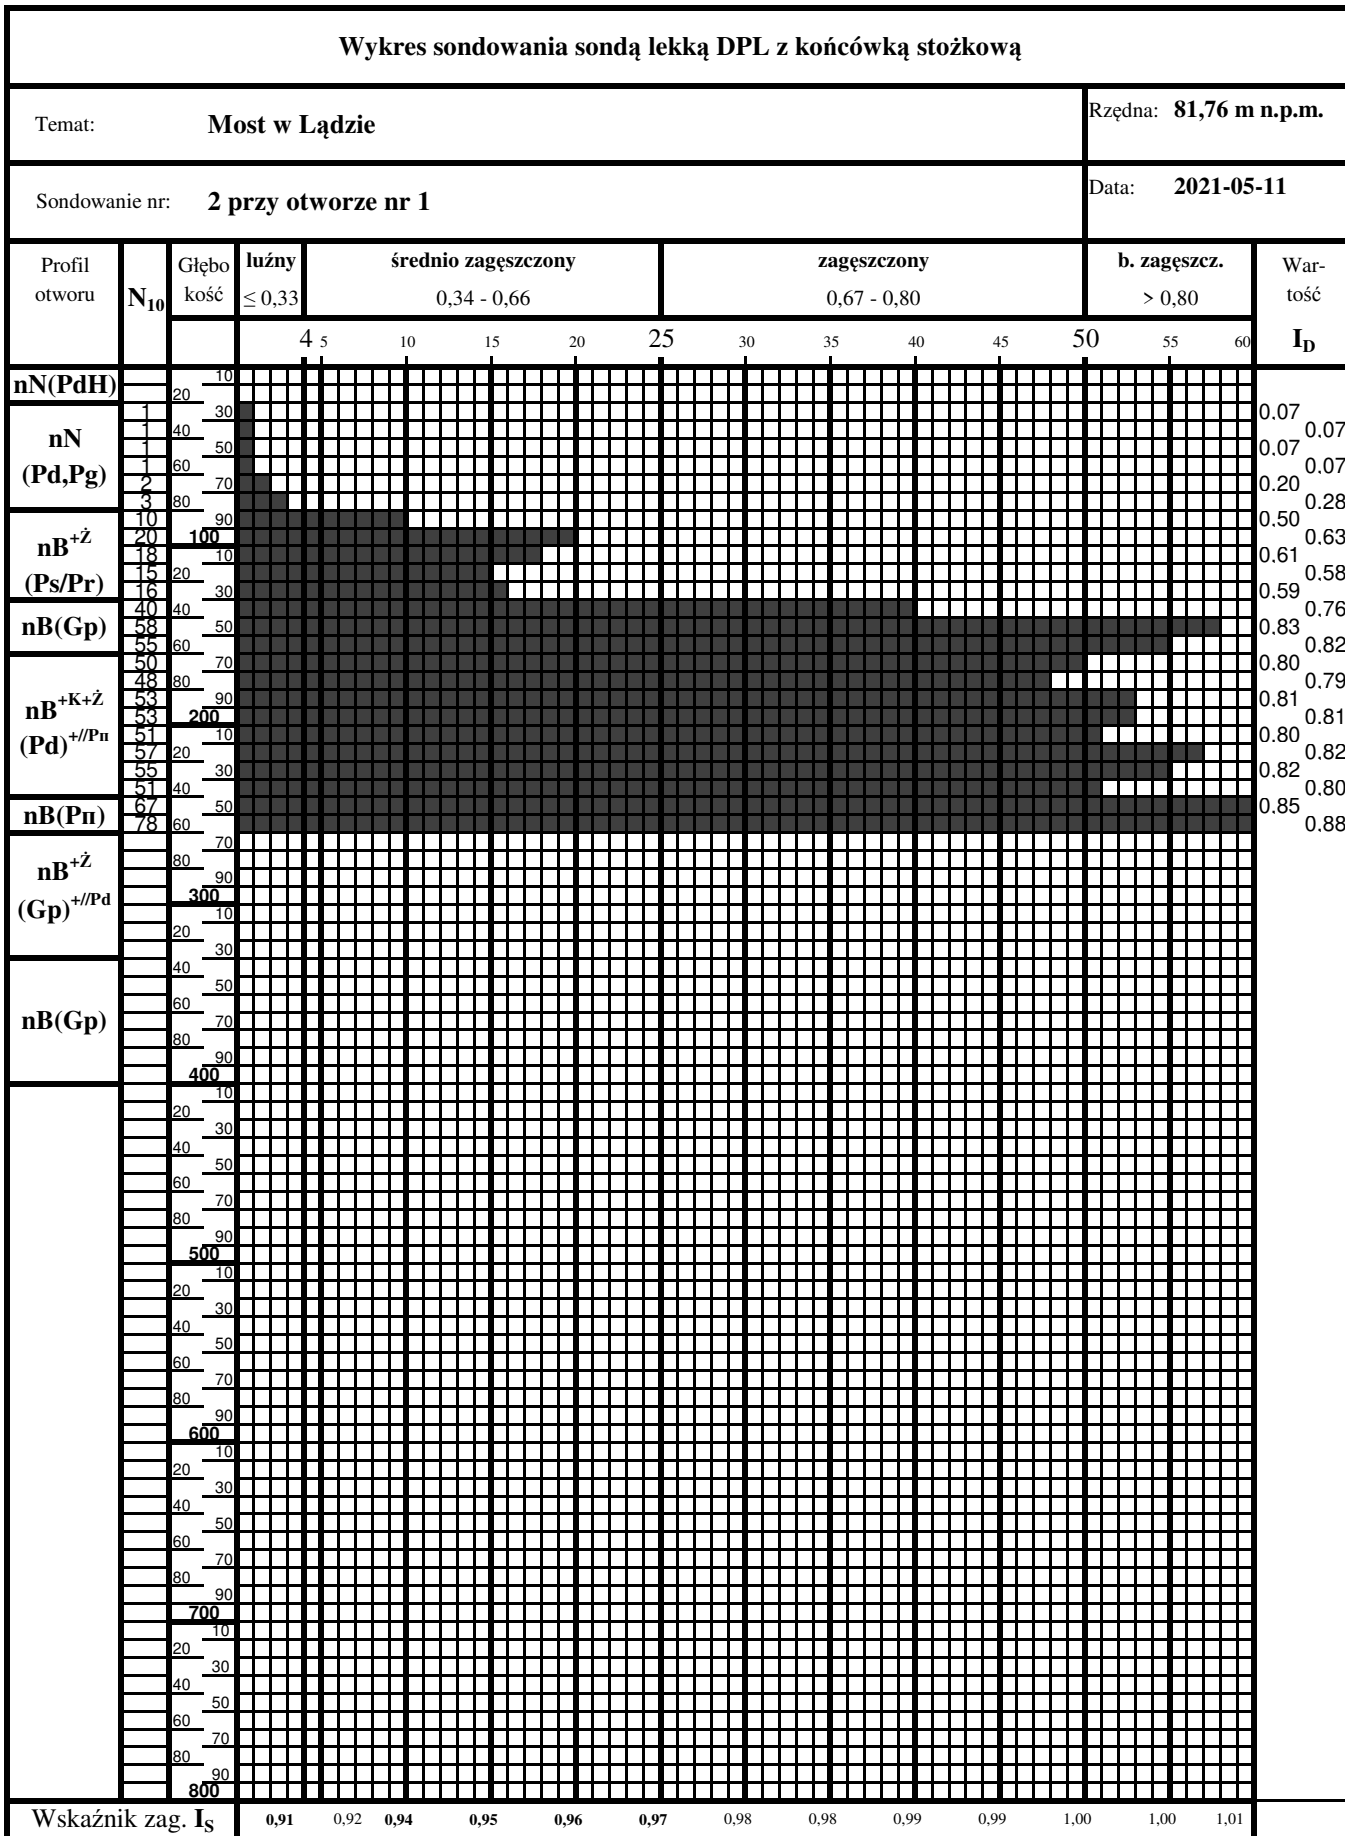 Wykres sondowania sondą lekką DPL z końcówką stożkową
Temat: Most w Lądzie
Rzędna: 81,76 m n.p.m.
Sondowanie nr: 2 przy otworze nr 1
Data: 2021-05-11
Profil otworu N10 Głębo kość luźny ≤ 0,33 średnio zagęszczony 0,34 - 0,66 zagęszczony 0,67 - 0,80 b. zagęszcz. > 0,80 War- tość ID
4 5 10 15 20 25 30 35 40 45 50 55 60
nN(PdH)
10
20
nN
(Pd,Pg)
1 30 0.07
1 40 0.07
1 50 0.07
1 60 0.07
2 70 0.20
3 80 0.28
nB+Ż
(Ps/Pr)
10 90 0.50
20 100 0.63
18 10 0.61
15 20 0.58
16 30 0.59
nB(Gp)
40 40 0.76
58 50 0.83
55 60 0.82
nB+K+Ż
(Pd)+//Pπ
50 70 0.80
48 80 0.79
53 90 0.81
53 200 0.81
51 10 0.80
57 20 0.82
55 30 0.82
51 40 0.80
nB(Pπ)
67 50 0.85
78 60 0.88
nB+Ż
(Gp)+//Pd
70
80
90
300
10
20
30
nB(Gp)
40
50
60
70
80
90
400
10
20
30
40
50
60
70
80
90
500
10
20
30
40
50
60
70
80
90
600
10
20
30
40
50
60
70
80
90
700
10
20
30
40
50
60
70
80
90
800
Wskaźnik zag. IS 0,91 0,92 0,94 0,95 0,96 0,97 0,98 0,98 0,99 0,99 1,00 1,00 1,01